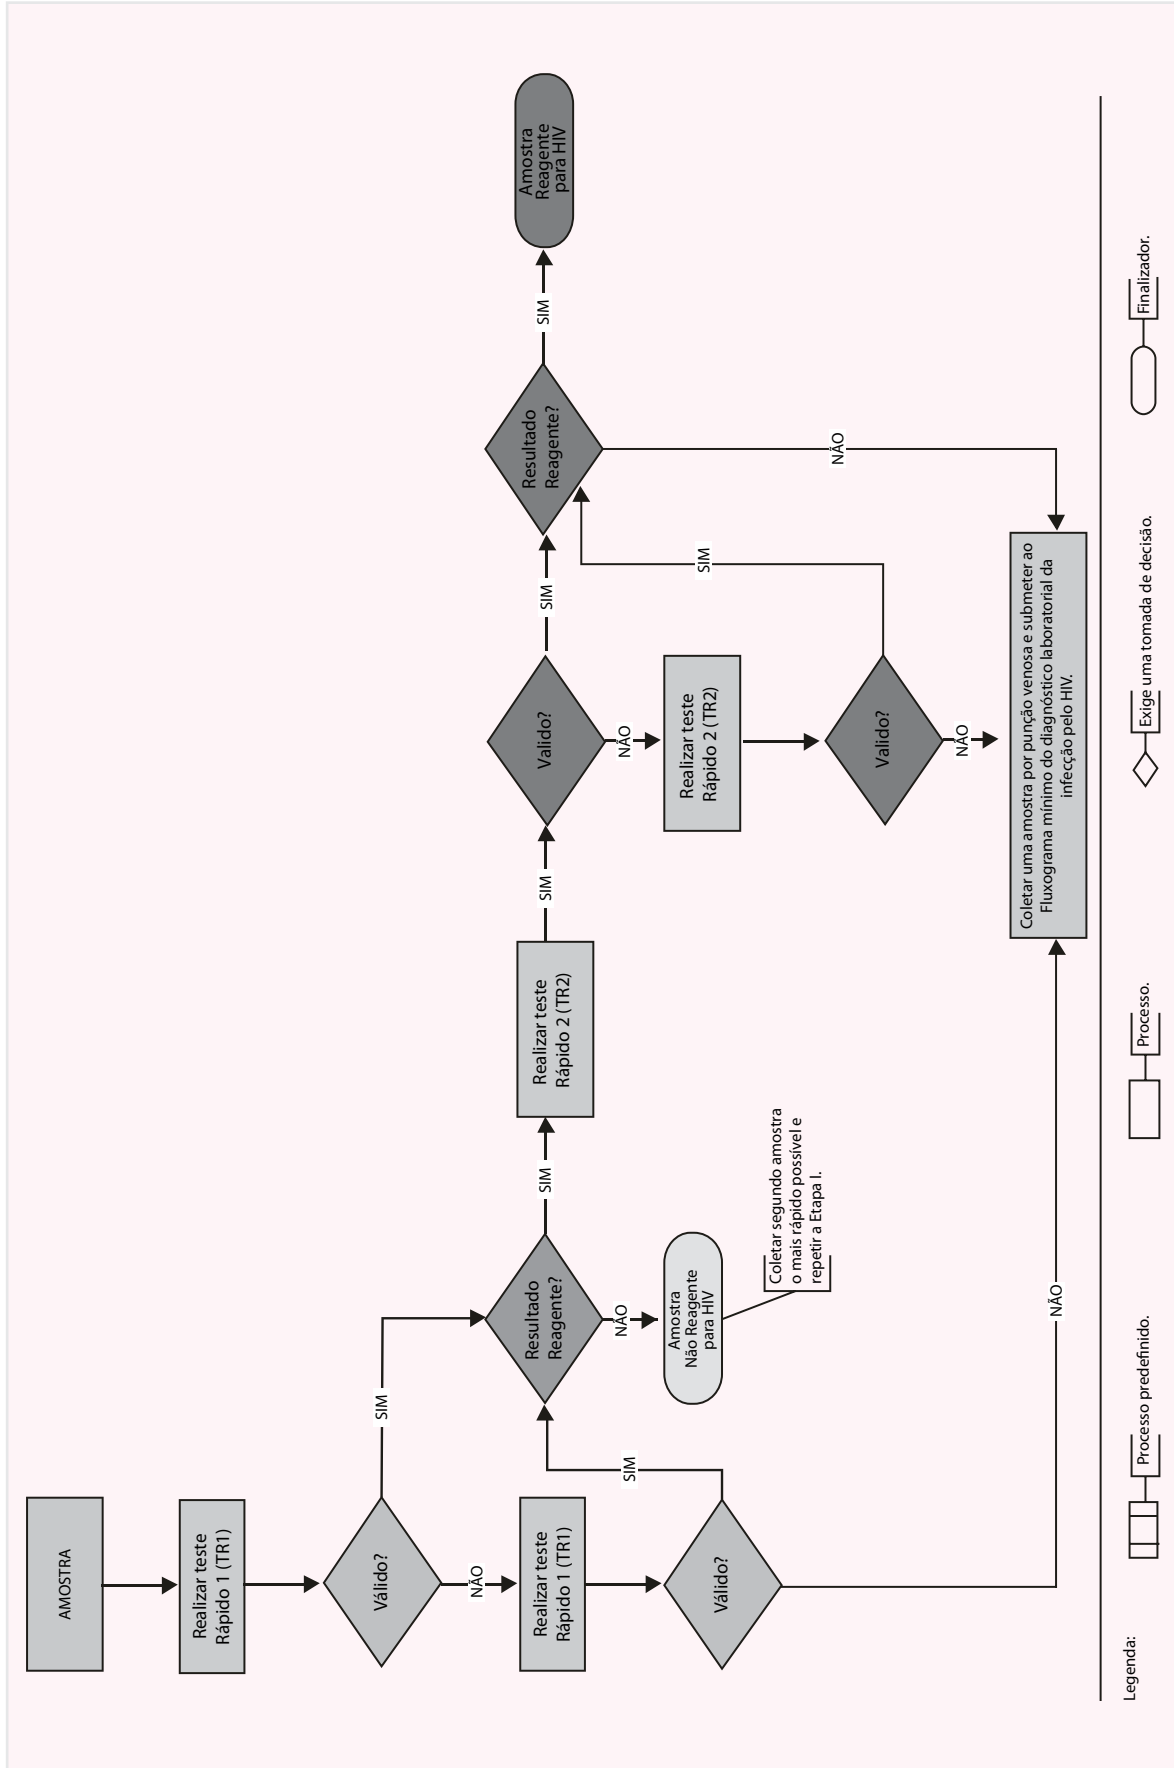 AMOSTRA
Realizar teste
Rápido 1 (TR1)
Válido?
SIM
NÃO
Realizar teste
Rápido 1 (TR1)
Válido?
SIM
NÃO
Resultado
Reagente?
NÃO
Amostra
Não Reagente
para HIV
Coletar segundo amostra
o mais rápido possível e
repetir a Etapa I.
SIM
Realizar teste
Rápido 2 (TR2)
SIM
Valido?
NÃO
Realizar teste
Rápido 2 (TR2)
Valido?
NÃO
SIM
SIM
Resultado
Reagente?
NÃO
SIM
Amostra
Reagente
para HIV
Coletar uma amostra por punção venosa e submeter ao
Fluxograma mínimo do diagnóstico laboratorial da
infecção pelo HIV.
Legenda:
Processo predefinido.
Processo.
Exige uma tomada de decisão.
Finalizador.